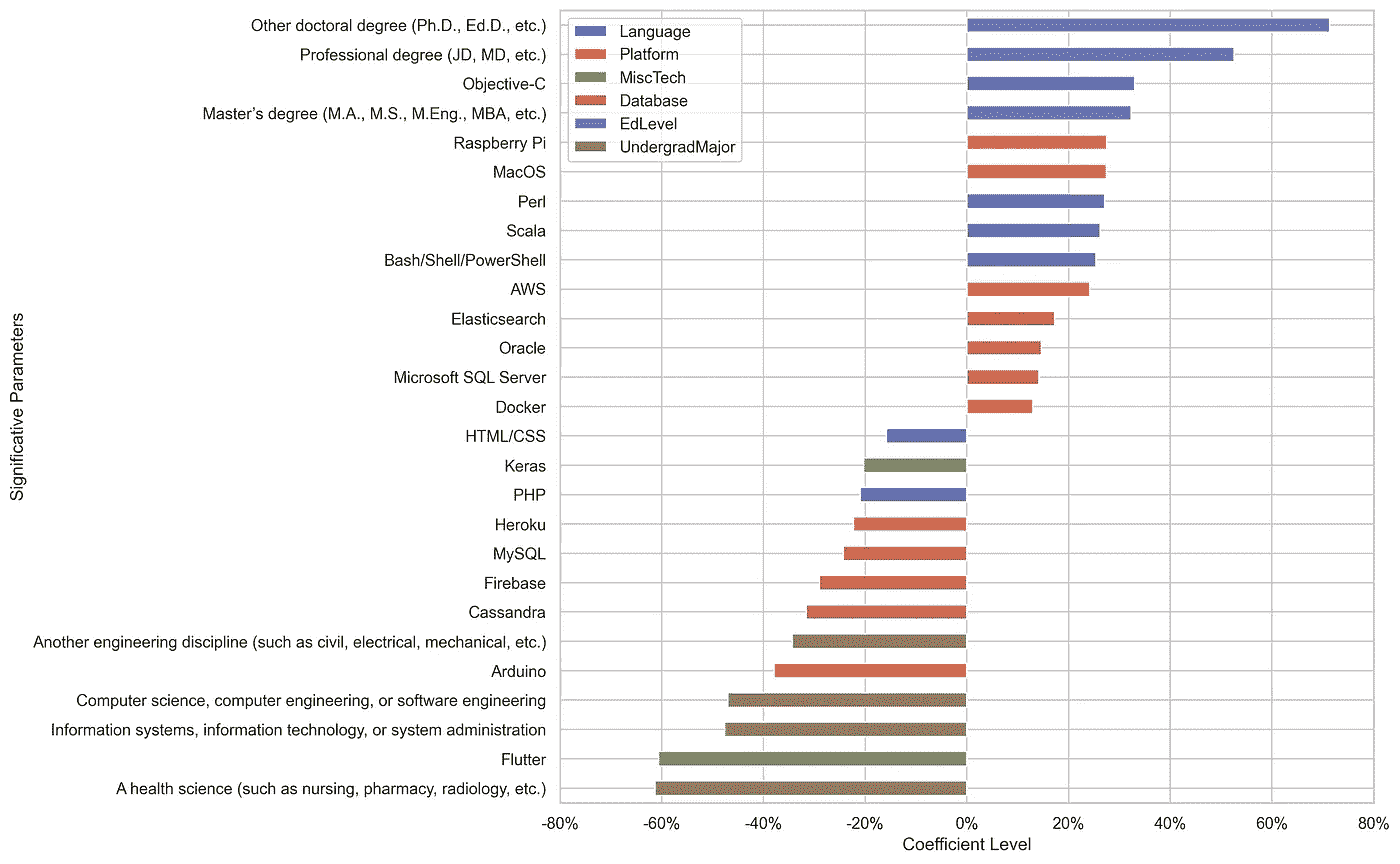 Other doctoral degree (Ph.D., Ed.D., etc.)
Professional degree (JD, MD, etc.)
Objective-C
Master's degree (M.A., M.S., M.Eng., MBA, etc.)
Raspberry Pi
MacOS
Perl
Scala
Bash/Shell/PowerShell
AWS
Elasticsearch
Oracle
Microsoft SQL Server
Docker
HTML/CSS
Keras
PHP
Heroku
MySQL
Firebase
Cassandra
Another engineering discipline (such as civil, electrical, mechanical, etc.)
Arduino
Computer science, computer engineering, or software engineering
Information systems, information technology, or system administration
Flutter
A health science (such as nursing, pharmacy, radiology, etc.)
Significative Parameters
Language
Platform
MiscTech
Database
EdLevel
UndergradMajor
-80% -60% -40% -20% 0% 20% 40% 60% 80%
Coefficient Level